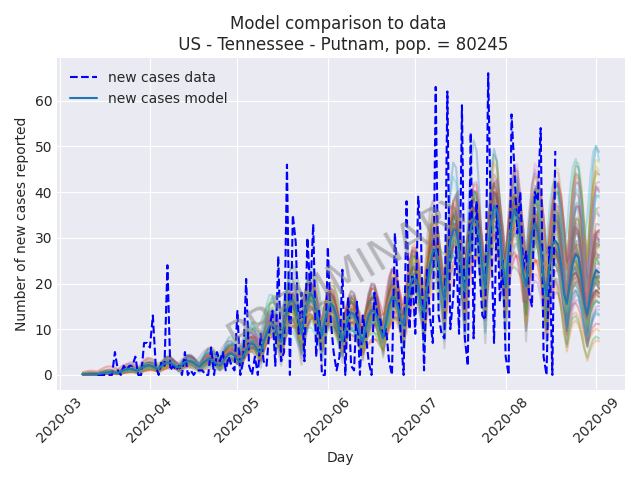 Model comparison to data
US - Tennessee - Putnam, pop. = 80245
new cases data
new cases model
PRELIMINARY
Number of new cases reported
60
50
40
30
20
10
0
2020-03
2020-04
2020-05
2020-06
2020-07
2020-08
2020-09
Day